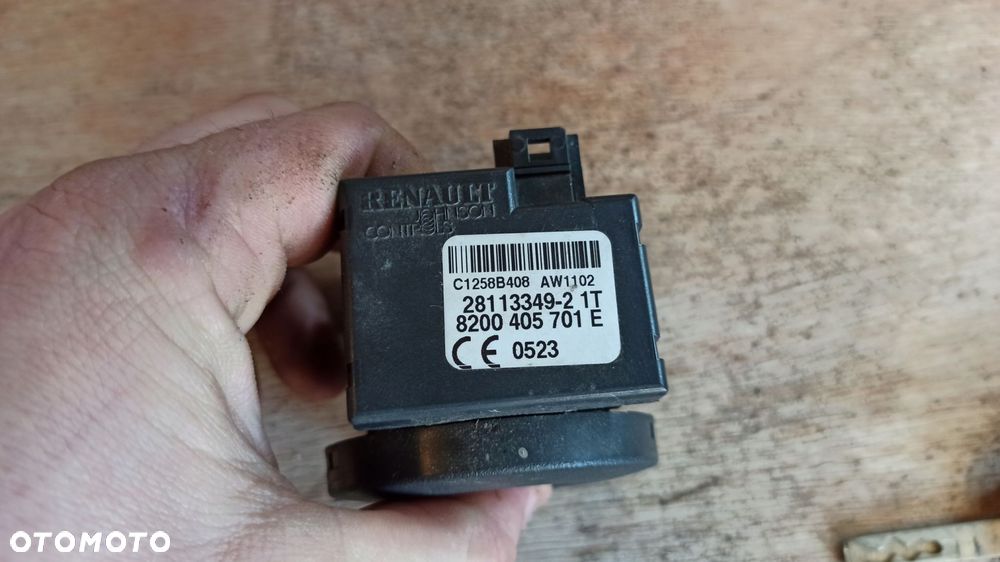 RENAULT
JOHNSON
CONTROLS
C1258B408 AW1102
28113349-2 1T
8200 405 701 E
CE 0523
OTOMOTO